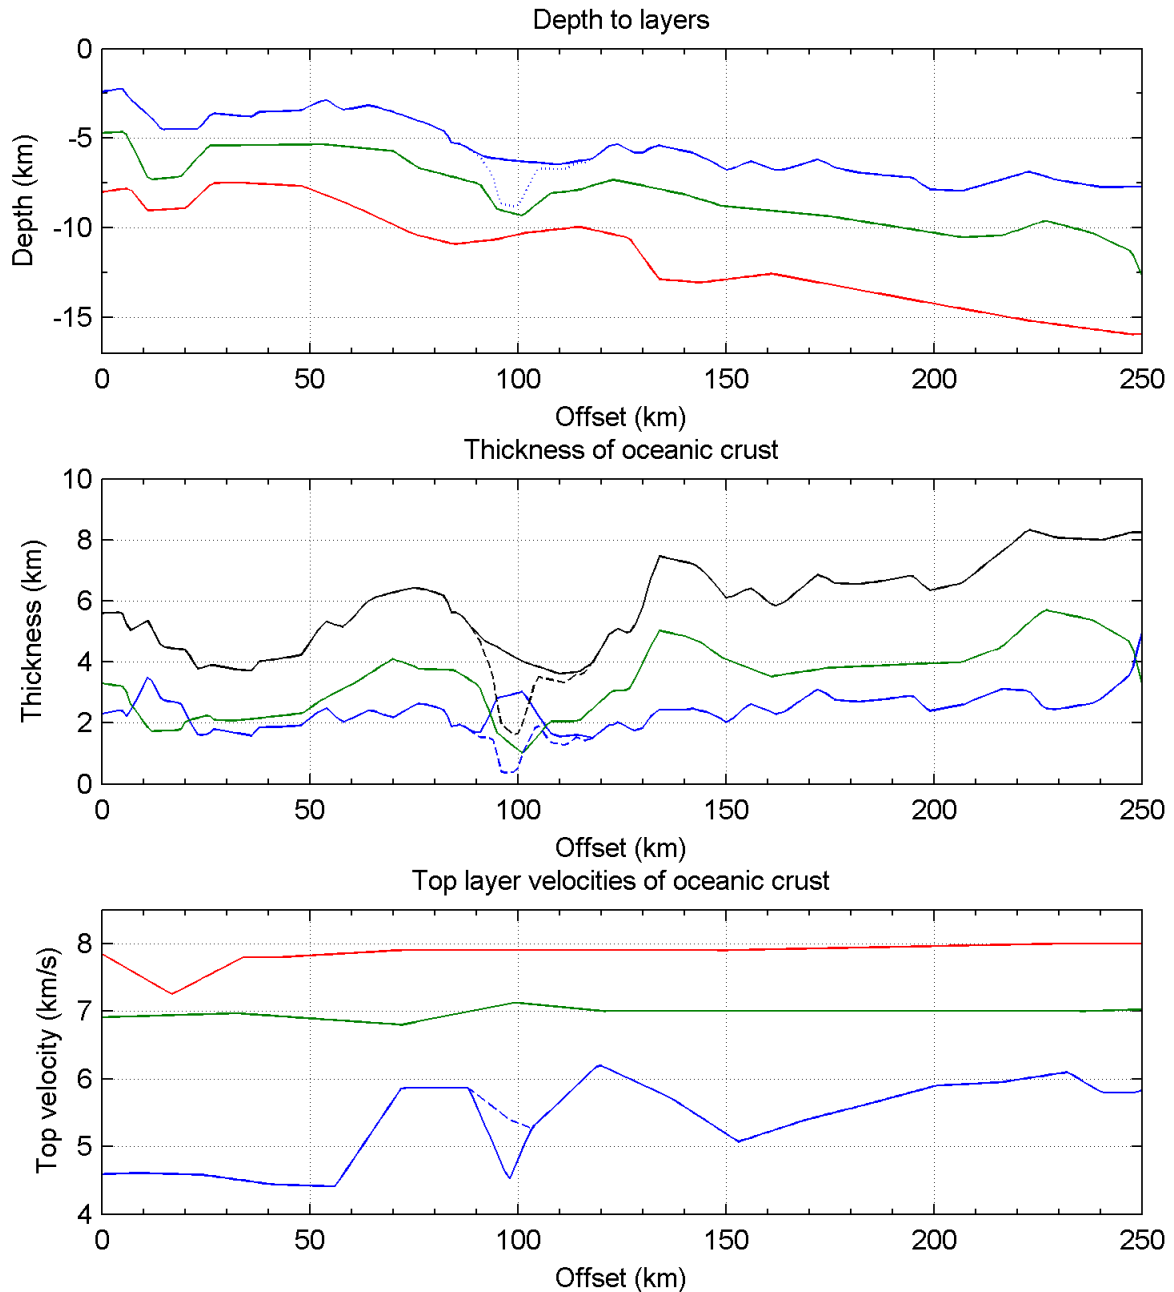 Depth to layers
0
-5
-10
-15
Depth (km)
0 50 100 150 200 250
Offset (km)
Thickness of oceanic crust
10
8
6
4
2
0
Thickness (km)
0 50 100 150 200 250
Offset (km)
Top layer velocities of oceanic crust
8
7
6
5
4
Top velocity (km/s)
0 50 100 150 200 250
Offset (km)